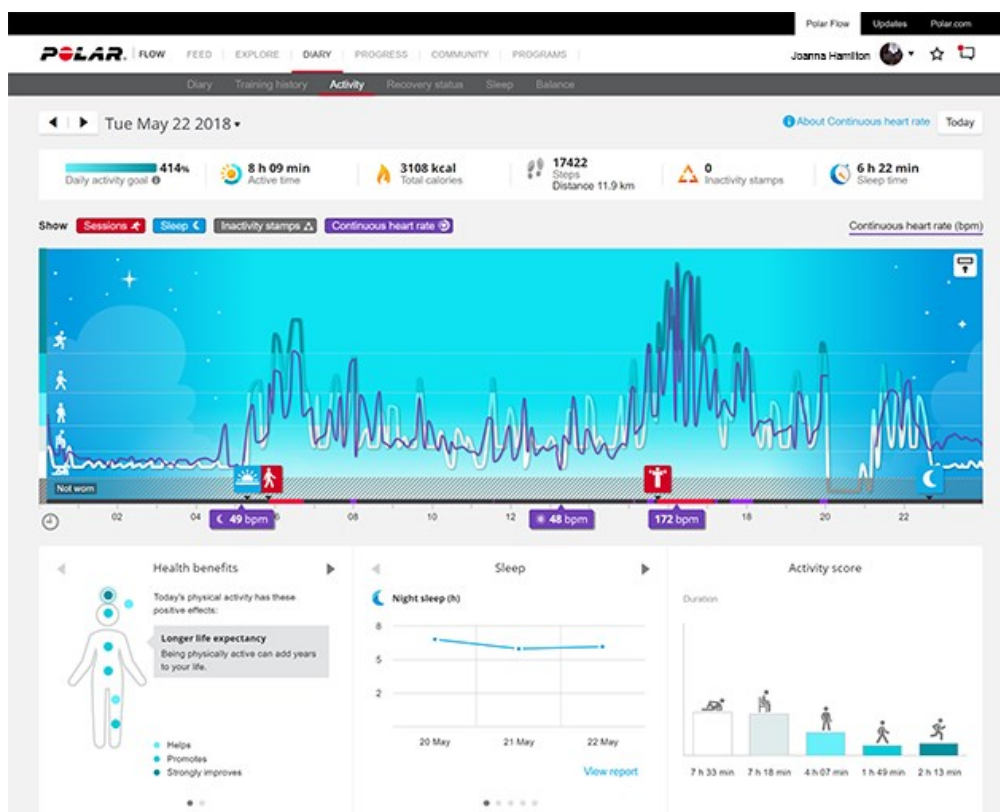 Polar Flow Updates Polar.com
POLAR. FLOW FEED EXPLORE DIARY PROGRESS COMMUNITY PROGRAMS Joanna Hamilton
Diary Training history Activity Recovery status Sleep Balance
Tue May 22 2018 About Continuous heart rate Today
414%
Daily activity goal
8 h 09 min
Active time
3108 kcal
Total calories
17422
Steps
Distance 11.9 km
0
Inactivity stamps
6 h 22 min
Sleep time
Show Sessions Sleep Inactivity stamps Continuous heart rate Continuous heart rate (bpm)
Not worn
02 04 6 08 10 12 18 20 22
49 bpm 48 bpm 172 bpm
Health benefits
Today's physical activity has these
positive effects:
Longer life expectancy
Being physically active can add years
to your life.
Helps
Promotes
Strongly improves
Sleep
Night sleep (h)
8
5
2
20 May 21 May 22 May
View report
Activity score
Duration
7 h 33 min 7 h 18 min 4 h 07 min 1 h 49 min 2 h 13 min